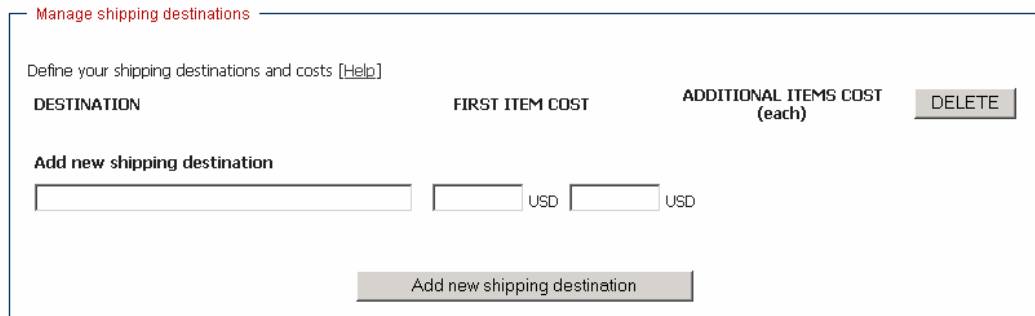 Manage shipping destinations
Define your shipping destinations and costs [Help]
DESTINATION FIRST ITEM COST ADDITIONAL ITEMS COST (each) DELETE
Add new shipping destination
USD USD
Add new shipping destination